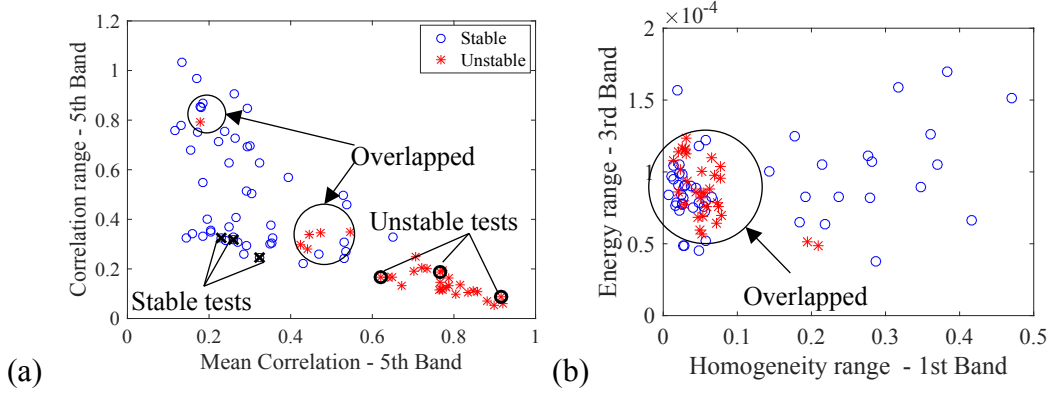 1.2
1
0.8
0.6
0.4
0.2
0
Correlation range - 5th Band
Stable
Unstable
Overlapped
Unstable tests
Stable tests
0
0.2
0.4
0.6
0.8
1
Mean Correlation - 5th Band
(a)
×10⁻⁴
2
1.5
1
0.5
0
Energy range - 3rd Band
Overlapped
0
0.1
0.2
0.3
0.4
0.5
Homogeneity range - 1st Band
(b)